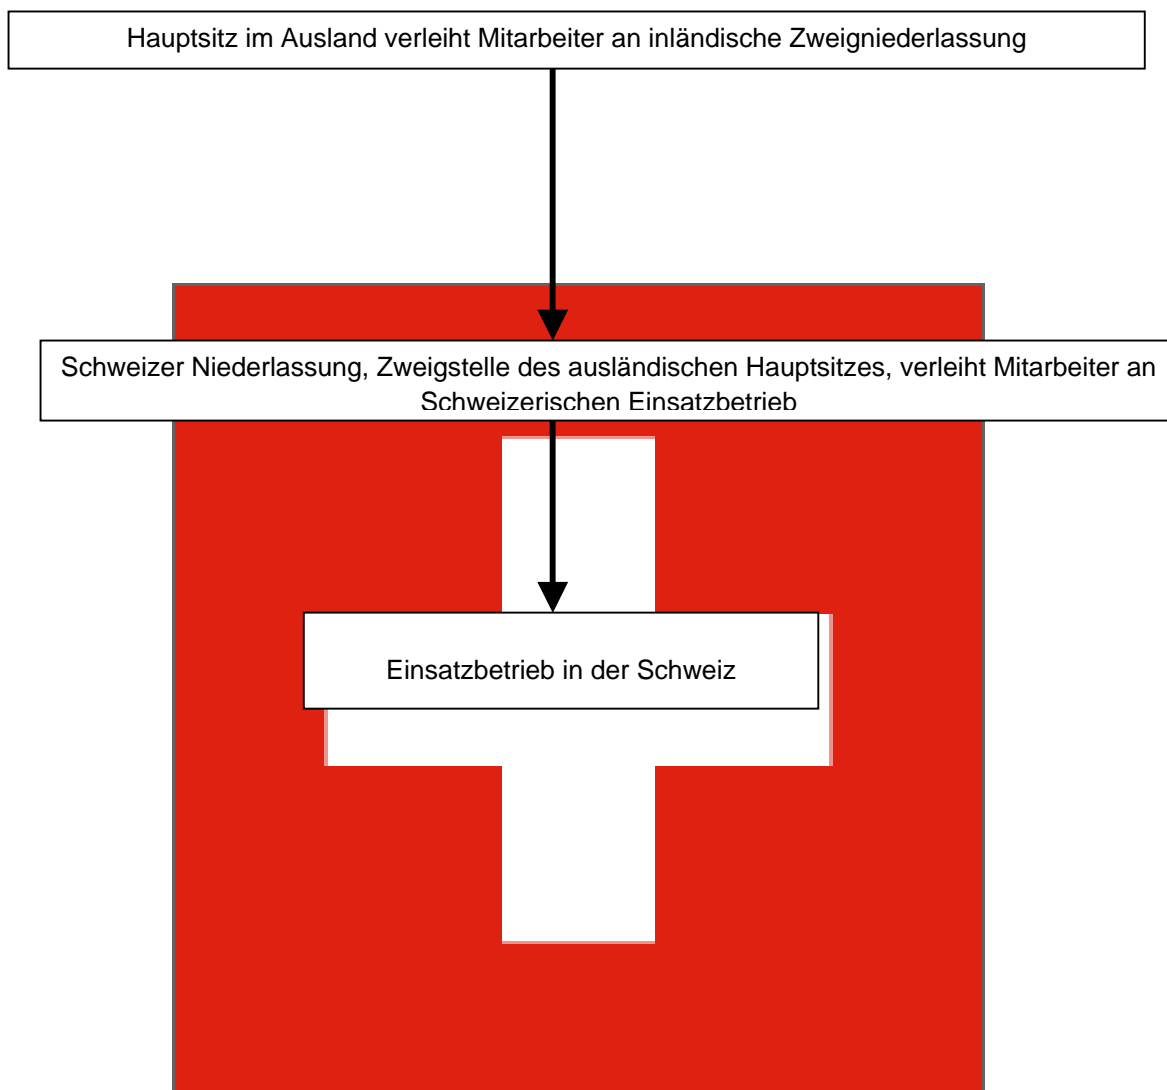 Hauptsitz im Ausland verleiht Mitarbeiter an inländische Zweigniederlassung
Schweizer Niederlassung, Zweigstelle des ausländischen Hauptsitzes, verleiht Mitarbeiter an
Schweizerischen Einsatzbetrieb
Einsatzbetrieb in der Schweiz